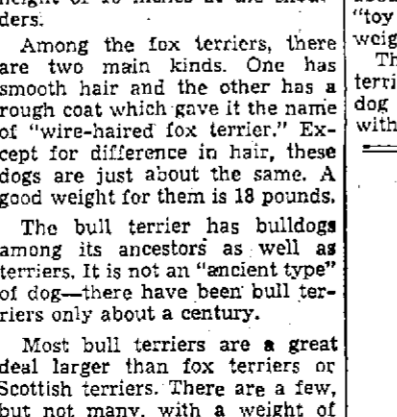 height of 10 inches at the shoul-
ders.
Among the fox terriers, there
are two main kinds. One has
smooth hair and the other has a
rough coat which gave it the name
of "wire-haired fox terrier." Ex-
cept for difference in hair, these
dogs are just about the same. A
good weight for them is 18 pounds.
The bull terrier has bulldogs
among its ancestors as well as
terriers. It is not an "ancient type"
of dog—there have been bull ter-
riers only about a century.
Most bull terriers are a great
deal larger than fox terriers or
Scottish terriers. There are a few,
but not many, with a weight of
"toy
weig
Th
terri
dog
with